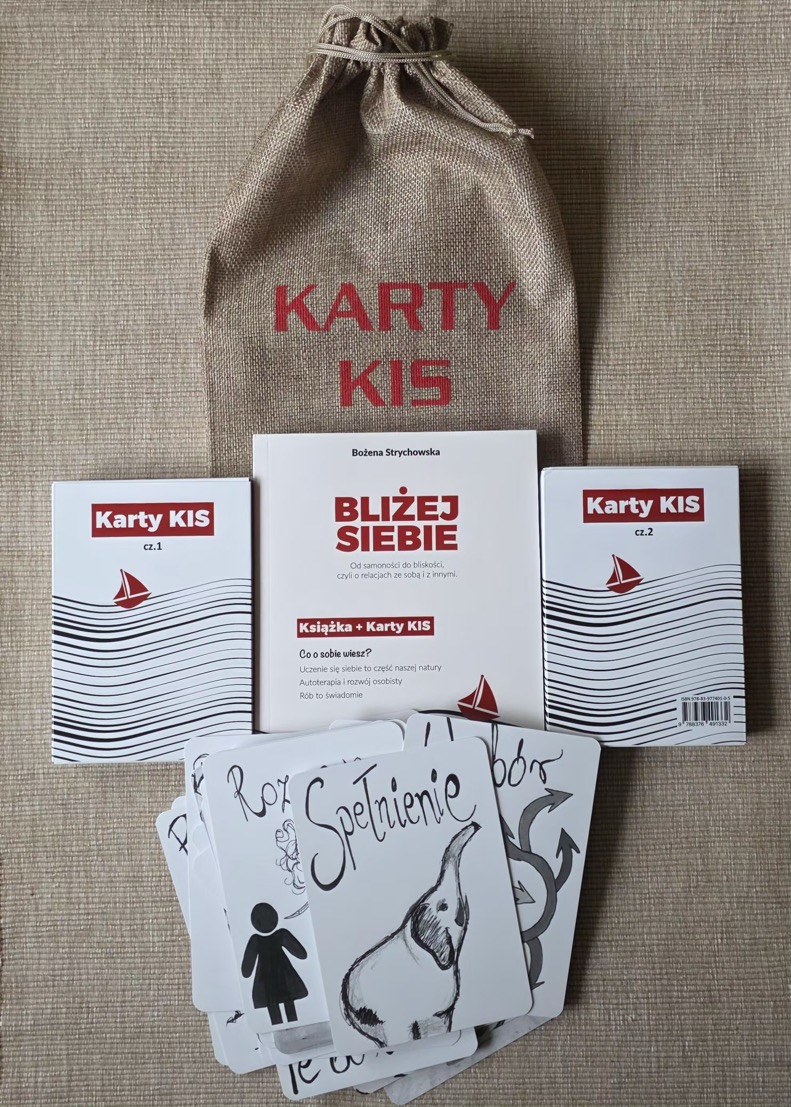 KARTY
KIS
Bożena Strychowska
BLIŻEJ
SIEBIE
Od samoności do bliskości,
czyli o relacjach ze sobą i z innymi.
Książka + Karty KIS
Co o sobie wiesz?
Uczenie się siebie to część naszej natury
Autoterapia i rozwój osobisty
Rób to świadomie
Karty KIS
cz.1
Karty KIS
cz.2
Spełnienie